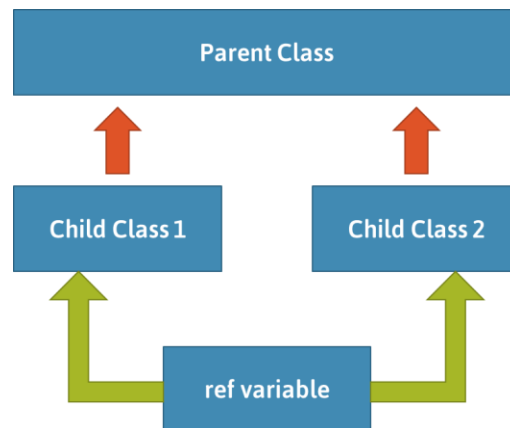 Parent Class
Child Class 1
Child Class 2
ref variable